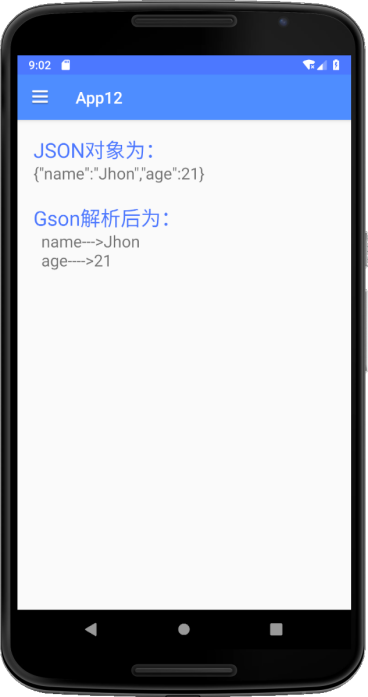 9:02
App12
JSON对象为：
{"name":"Jhon","age":21}
Gson解析后为：
name--->Jhon
age---->21